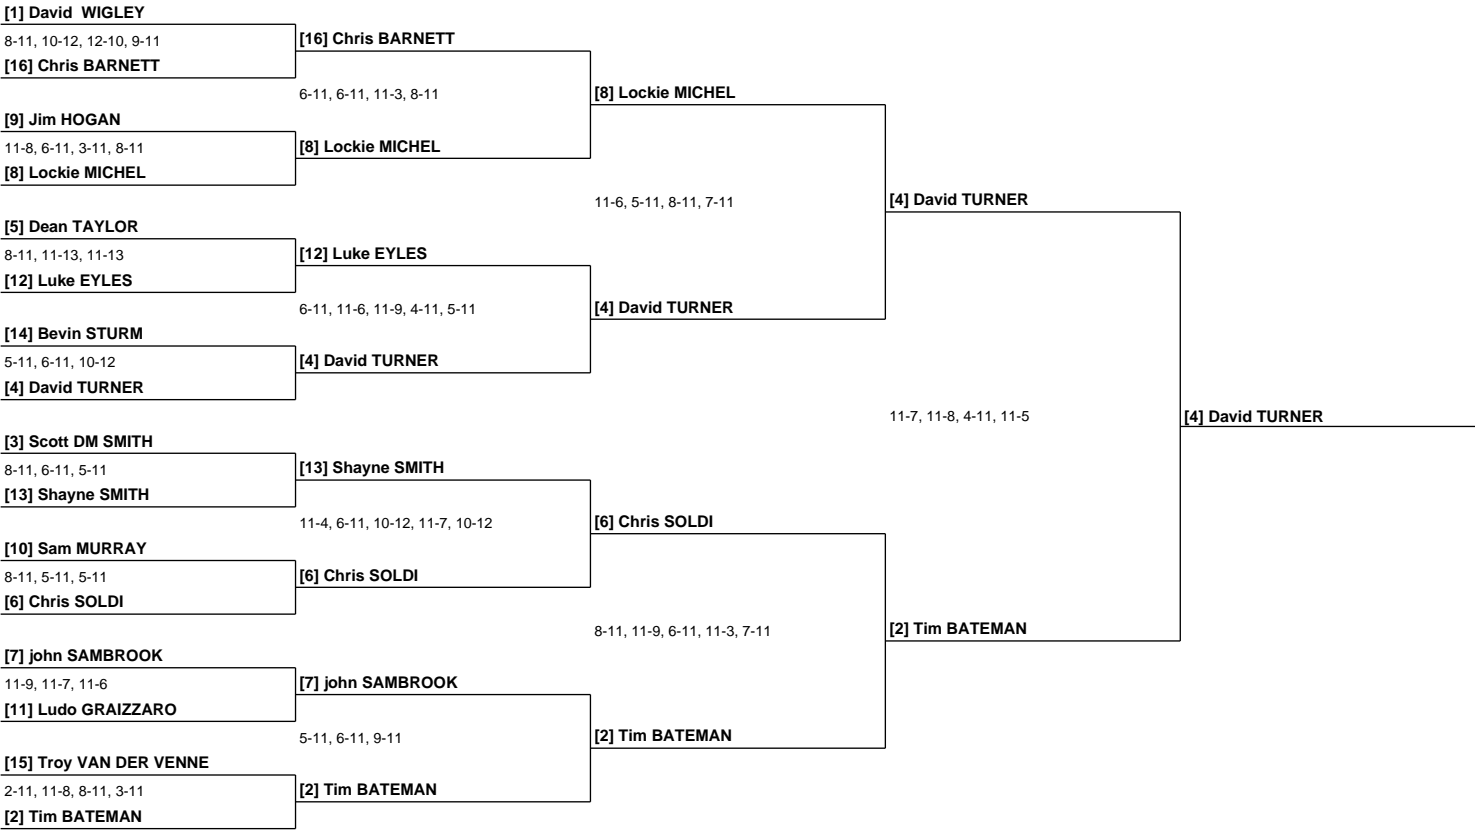 [1] David  WIGLEY
8-11, 10-12, 12-10, 9-11
[16] Chris BARNETT
[9] Jim HOGAN
11-8, 6-11, 3-11, 8-11
[8] Lockie MICHEL
[5] Dean TAYLOR
8-11, 11-13, 11-13
[12] Luke EYLES
[14] Bevin STURM
5-11, 6-11, 10-12
[4] David TURNER
[3] Scott DM SMITH
8-11, 6-11, 5-11
[13] Shayne SMITH
[10] Sam MURRAY
8-11, 5-11, 5-11
[6] Chris SOLDI
[7] john SAMBROOK
11-9, 11-7, 11-6
[11] Ludo GRAIZZARO
[15] Troy VAN DER VENNE
2-11, 11-8, 8-11, 3-11
[2] Tim BATEMAN
[16] Chris BARNETT
6-11, 6-11, 11-3, 8-11
[8] Lockie MICHEL
[12] Luke EYLES
6-11, 11-6, 11-9, 4-11, 5-11
[4] David TURNER
[13] Shayne SMITH
11-4, 6-11, 10-12, 11-7, 10-12
[6] Chris SOLDI
[7] john SAMBROOK
5-11, 6-11, 9-11
[2] Tim BATEMAN
[8] Lockie MICHEL
11-6, 5-11, 8-11, 7-11
[4] David TURNER
[6] Chris SOLDI
8-11, 11-9, 6-11, 11-3, 7-11
[2] Tim BATEMAN
[4] David TURNER
11-7, 11-8, 4-11, 11-5
[2] Tim BATEMAN
[4] David TURNER